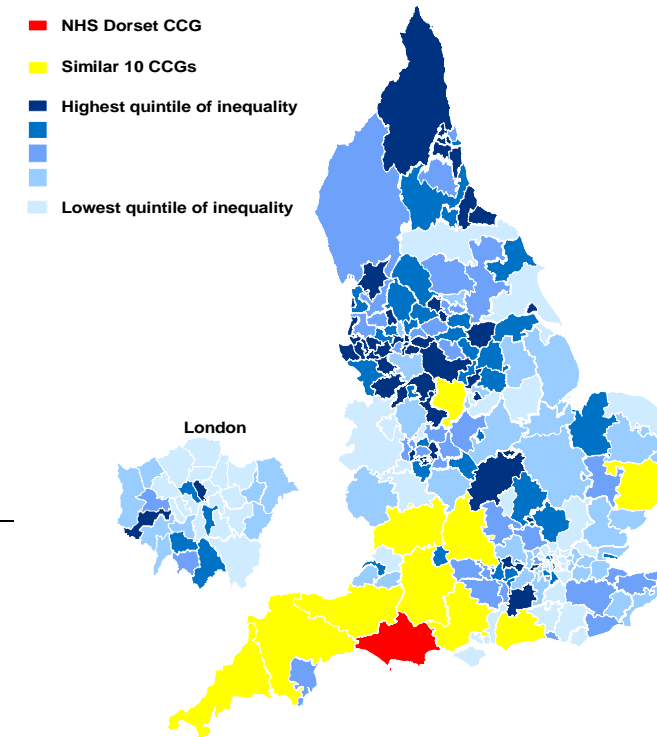 NHS Dorset CCG
Similar 10 CCGs
Highest quintile of inequality
Lowest quintile of inequality
London